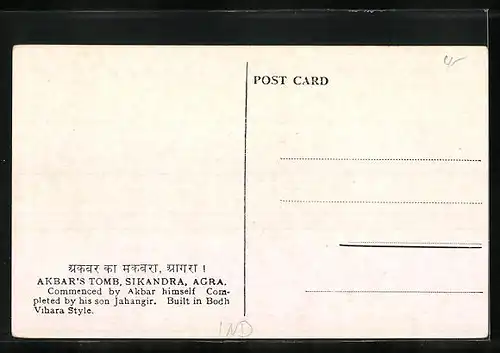 POST CARD
अकबर का मकबरा, आगरा !
AKBAR'S TOMB, SIKANDRA, AGRA.
Commenced by Akbar himself Com-
pleted by his son Jahangir. Built in Bodh
Vihara Style.
IND